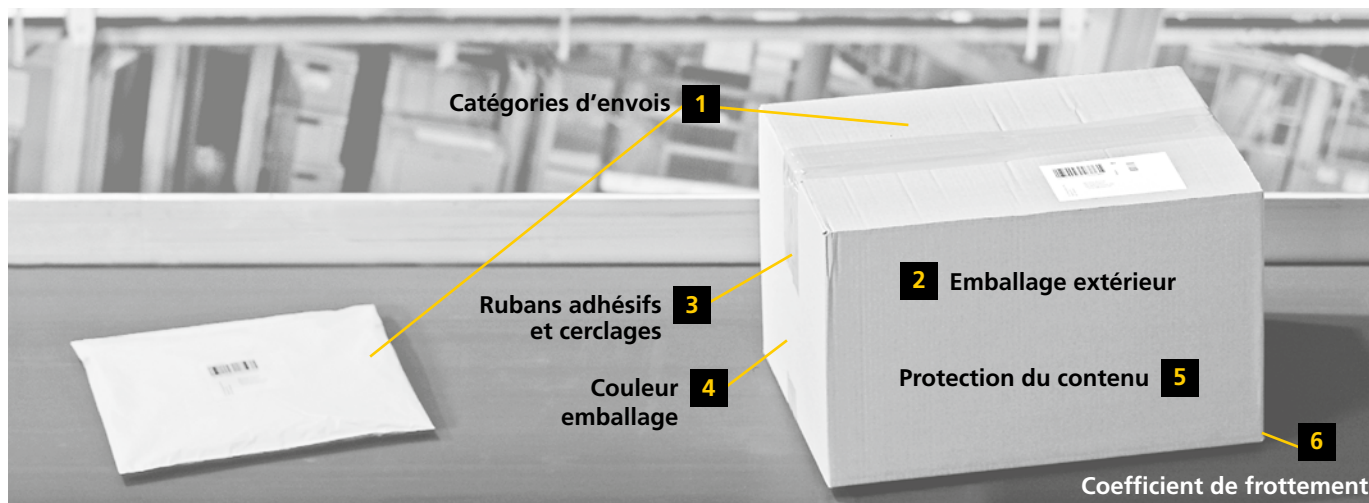 Catégories d'envois 1
2 Emballage extérieur
Rubans adhésifs 3
et cerclages
Protection du contenu 5
Couleur 4
emballage
6
Coefficient de frottement